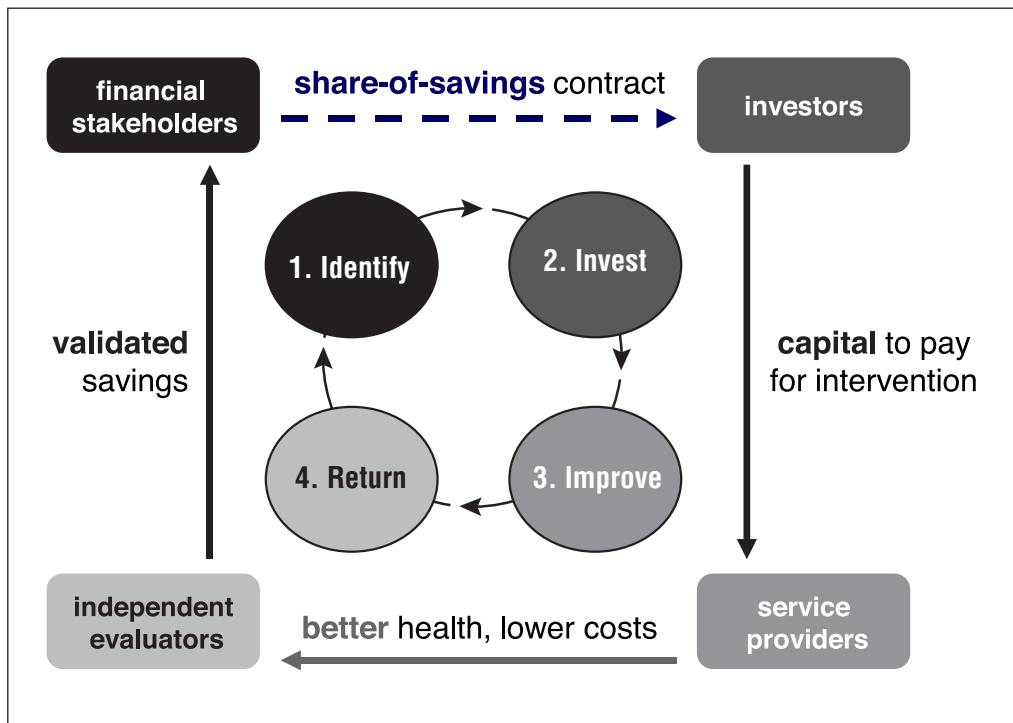 financial
stakeholders
share-of-savings contract
investors
1. Identify
2. Invest
validated
savings
capital to pay
for intervention
4. Return
3. Improve
independent
evaluators
better health, lower costs
service
providers